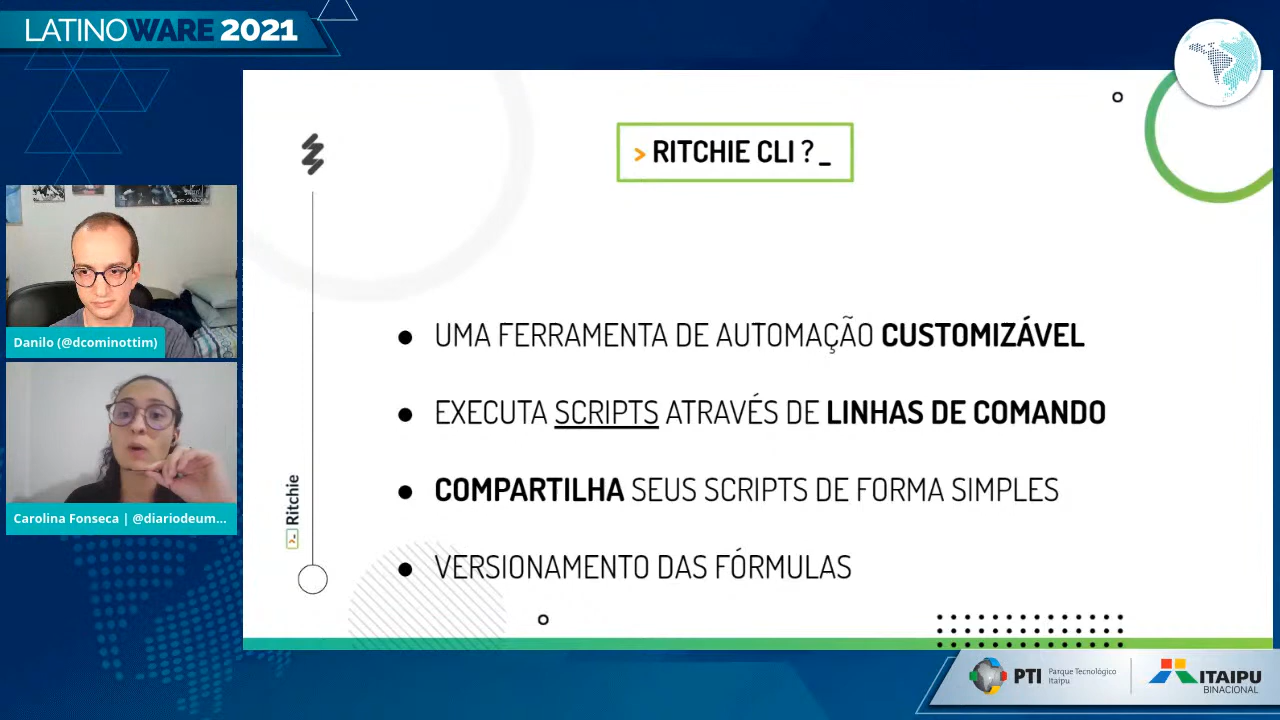 LATINOWARE 2021
> RITCHIE CLI ? _
● UMA FERRAMENTA DE AUTOMAÇÃO CUSTOMIZÁVEL
● EXECUTA SCRIPTS ATRAVÉS DE LINHAS DE COMANDO
● COMPARTILHA SEUS SCRIPTS DE FORMA SIMPLES
● VERSIONAMENTO DAS FÓRMULAS
Ritchie
Danilo (@dcominottim)
Carolina Fonseca | @diariodeum...
PTI Parque Tecnológico
Itaipu
ITAIPU
BINACIONAL